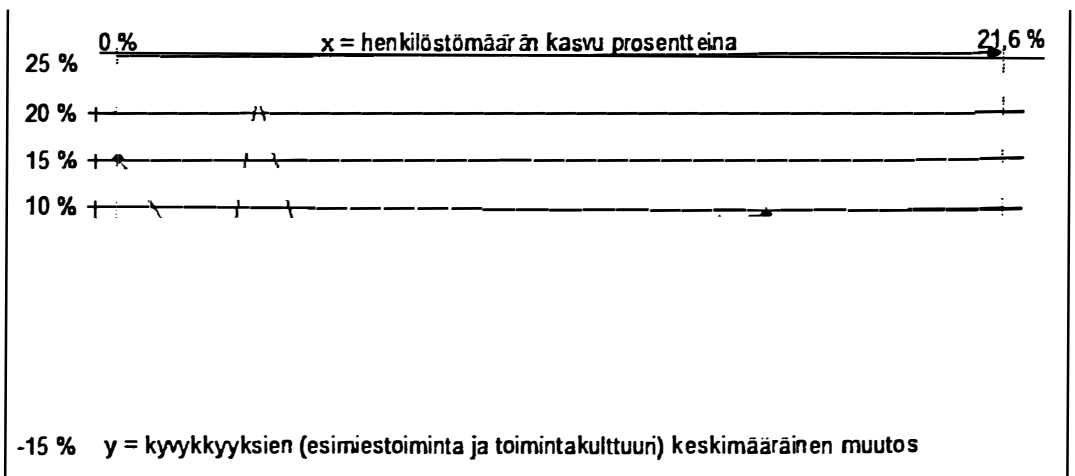 0 % x = henkilöstömäärän kasvu prosentteina 21,6 %
25 %
20 %
15 %
10 %
-15 % y = kyvykkyyksien (esimiestoiminta ja toimintakulttuuri) keskimääräinen muutos